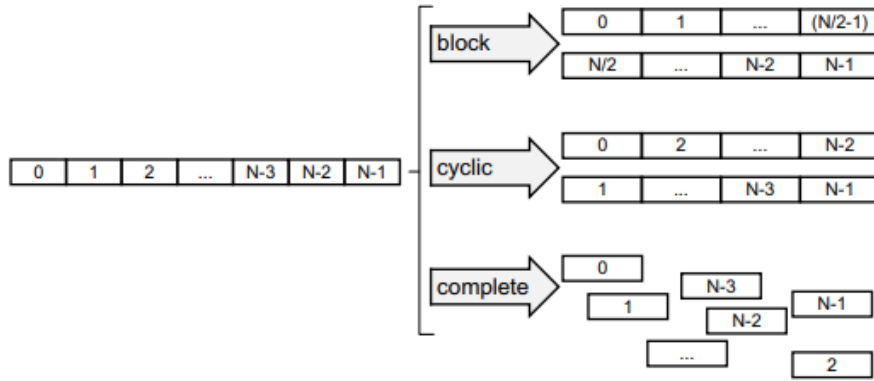 block
0 1 ... (N/2-1)
N/2 ... N-2 N-1
0 1 2 ... N-3 N-2 N-1
cyclic
0 2 ... N-2
1 ... N-3 N-1
complete
0
N-3
1
N-1
N-2
...
2